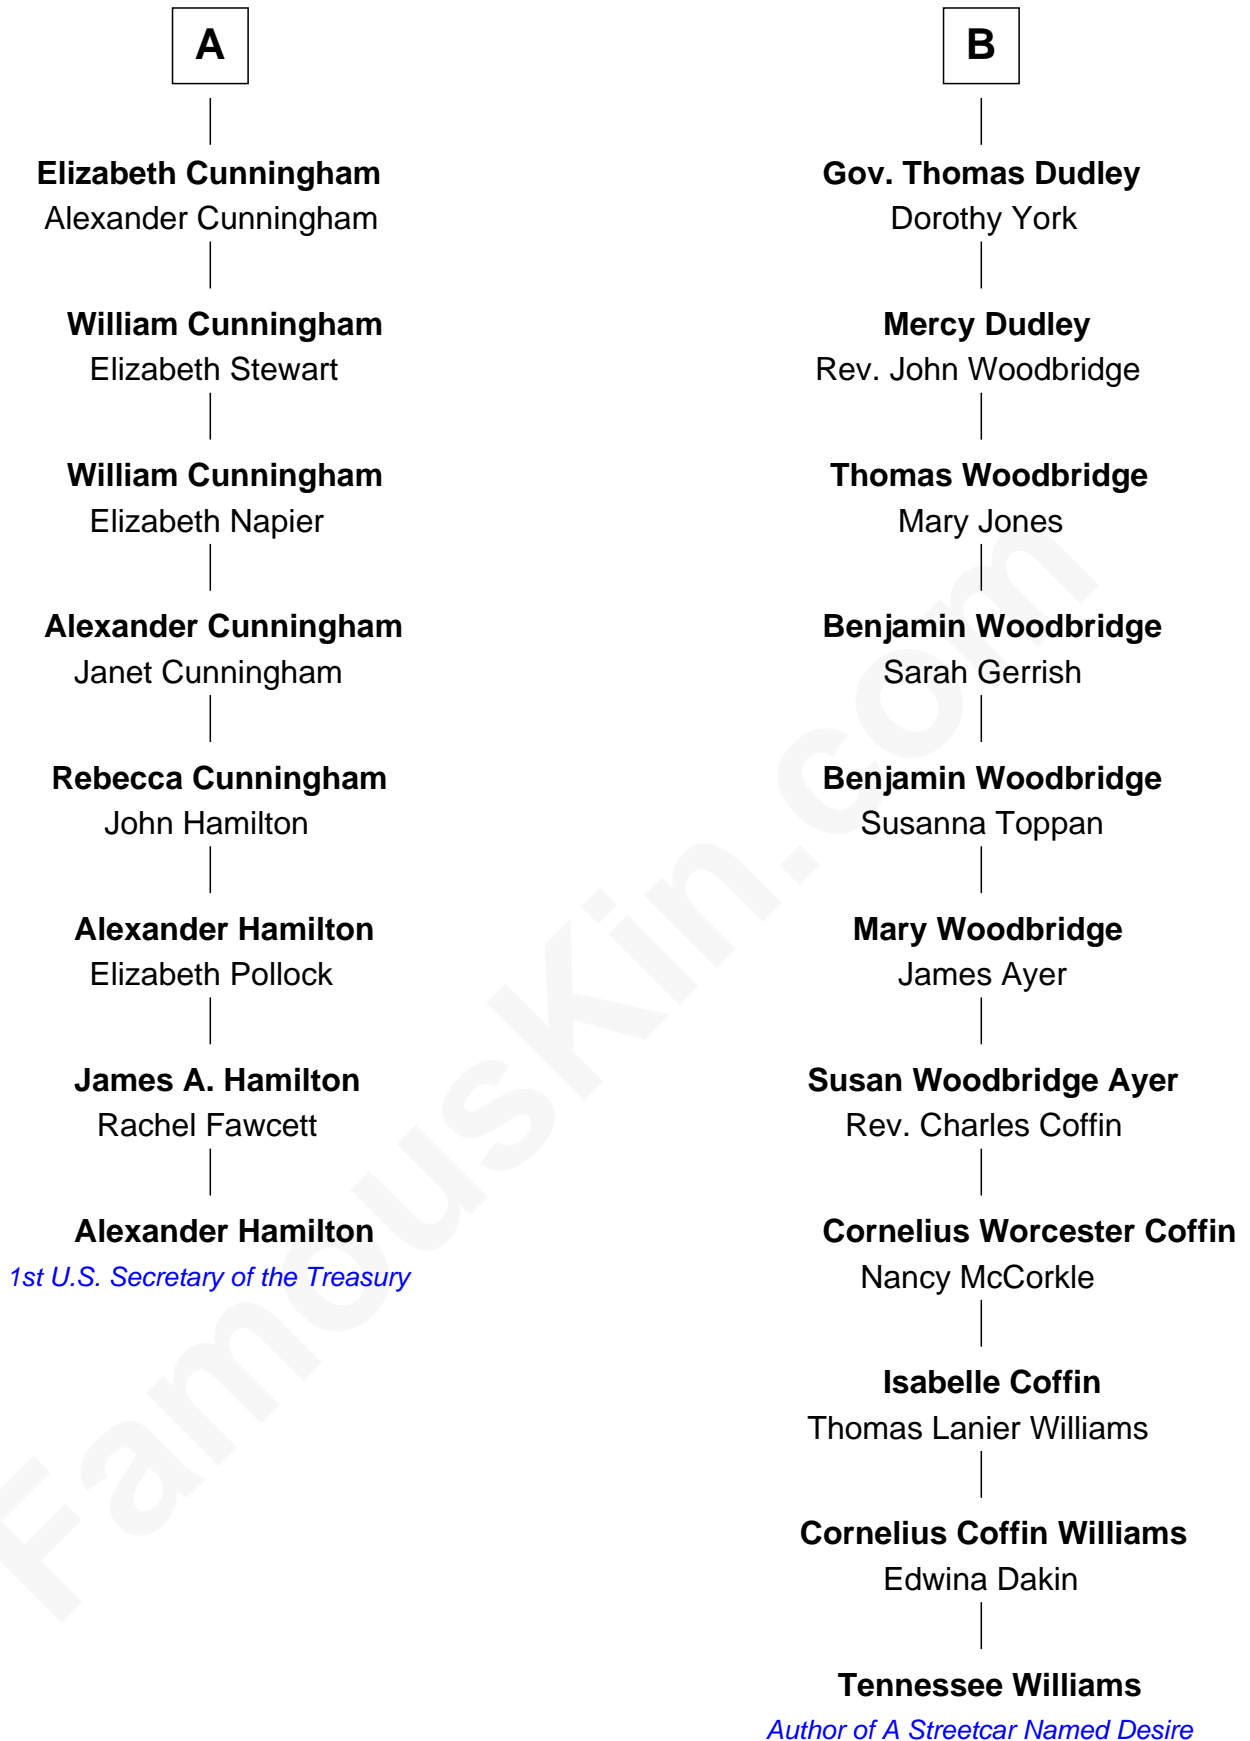 A
Elizabeth Cunningham
Alexander Cunningham
William Cunningham
Elizabeth Stewart
William Cunningham
Elizabeth Napier
Alexander Cunningham
Janet Cunningham
Rebecca Cunningham
John Hamilton
Alexander Hamilton
Elizabeth Pollock
James A. Hamilton
Rachel Fawcett
Alexander Hamilton
1st U.S. Secretary of the Treasury
B
Gov. Thomas Dudley
Dorothy York
Mercy Dudley
Rev. John Woodbridge
Thomas Woodbridge
Mary Jones
Benjamin Woodbridge
Sarah Gerrish
Benjamin Woodbridge
Susanna Toppan
Mary Woodbridge
James Ayer
Susan Woodbridge Ayer
Rev. Charles Coffin
Cornelius Worcester Coffin
Nancy McCorkle
Isabelle Coffin
Thomas Lanier Williams
Cornelius Coffin Williams
Edwina Dakin
Tennessee Williams
Author of A Streetcar Named Desire
FamousKin.com